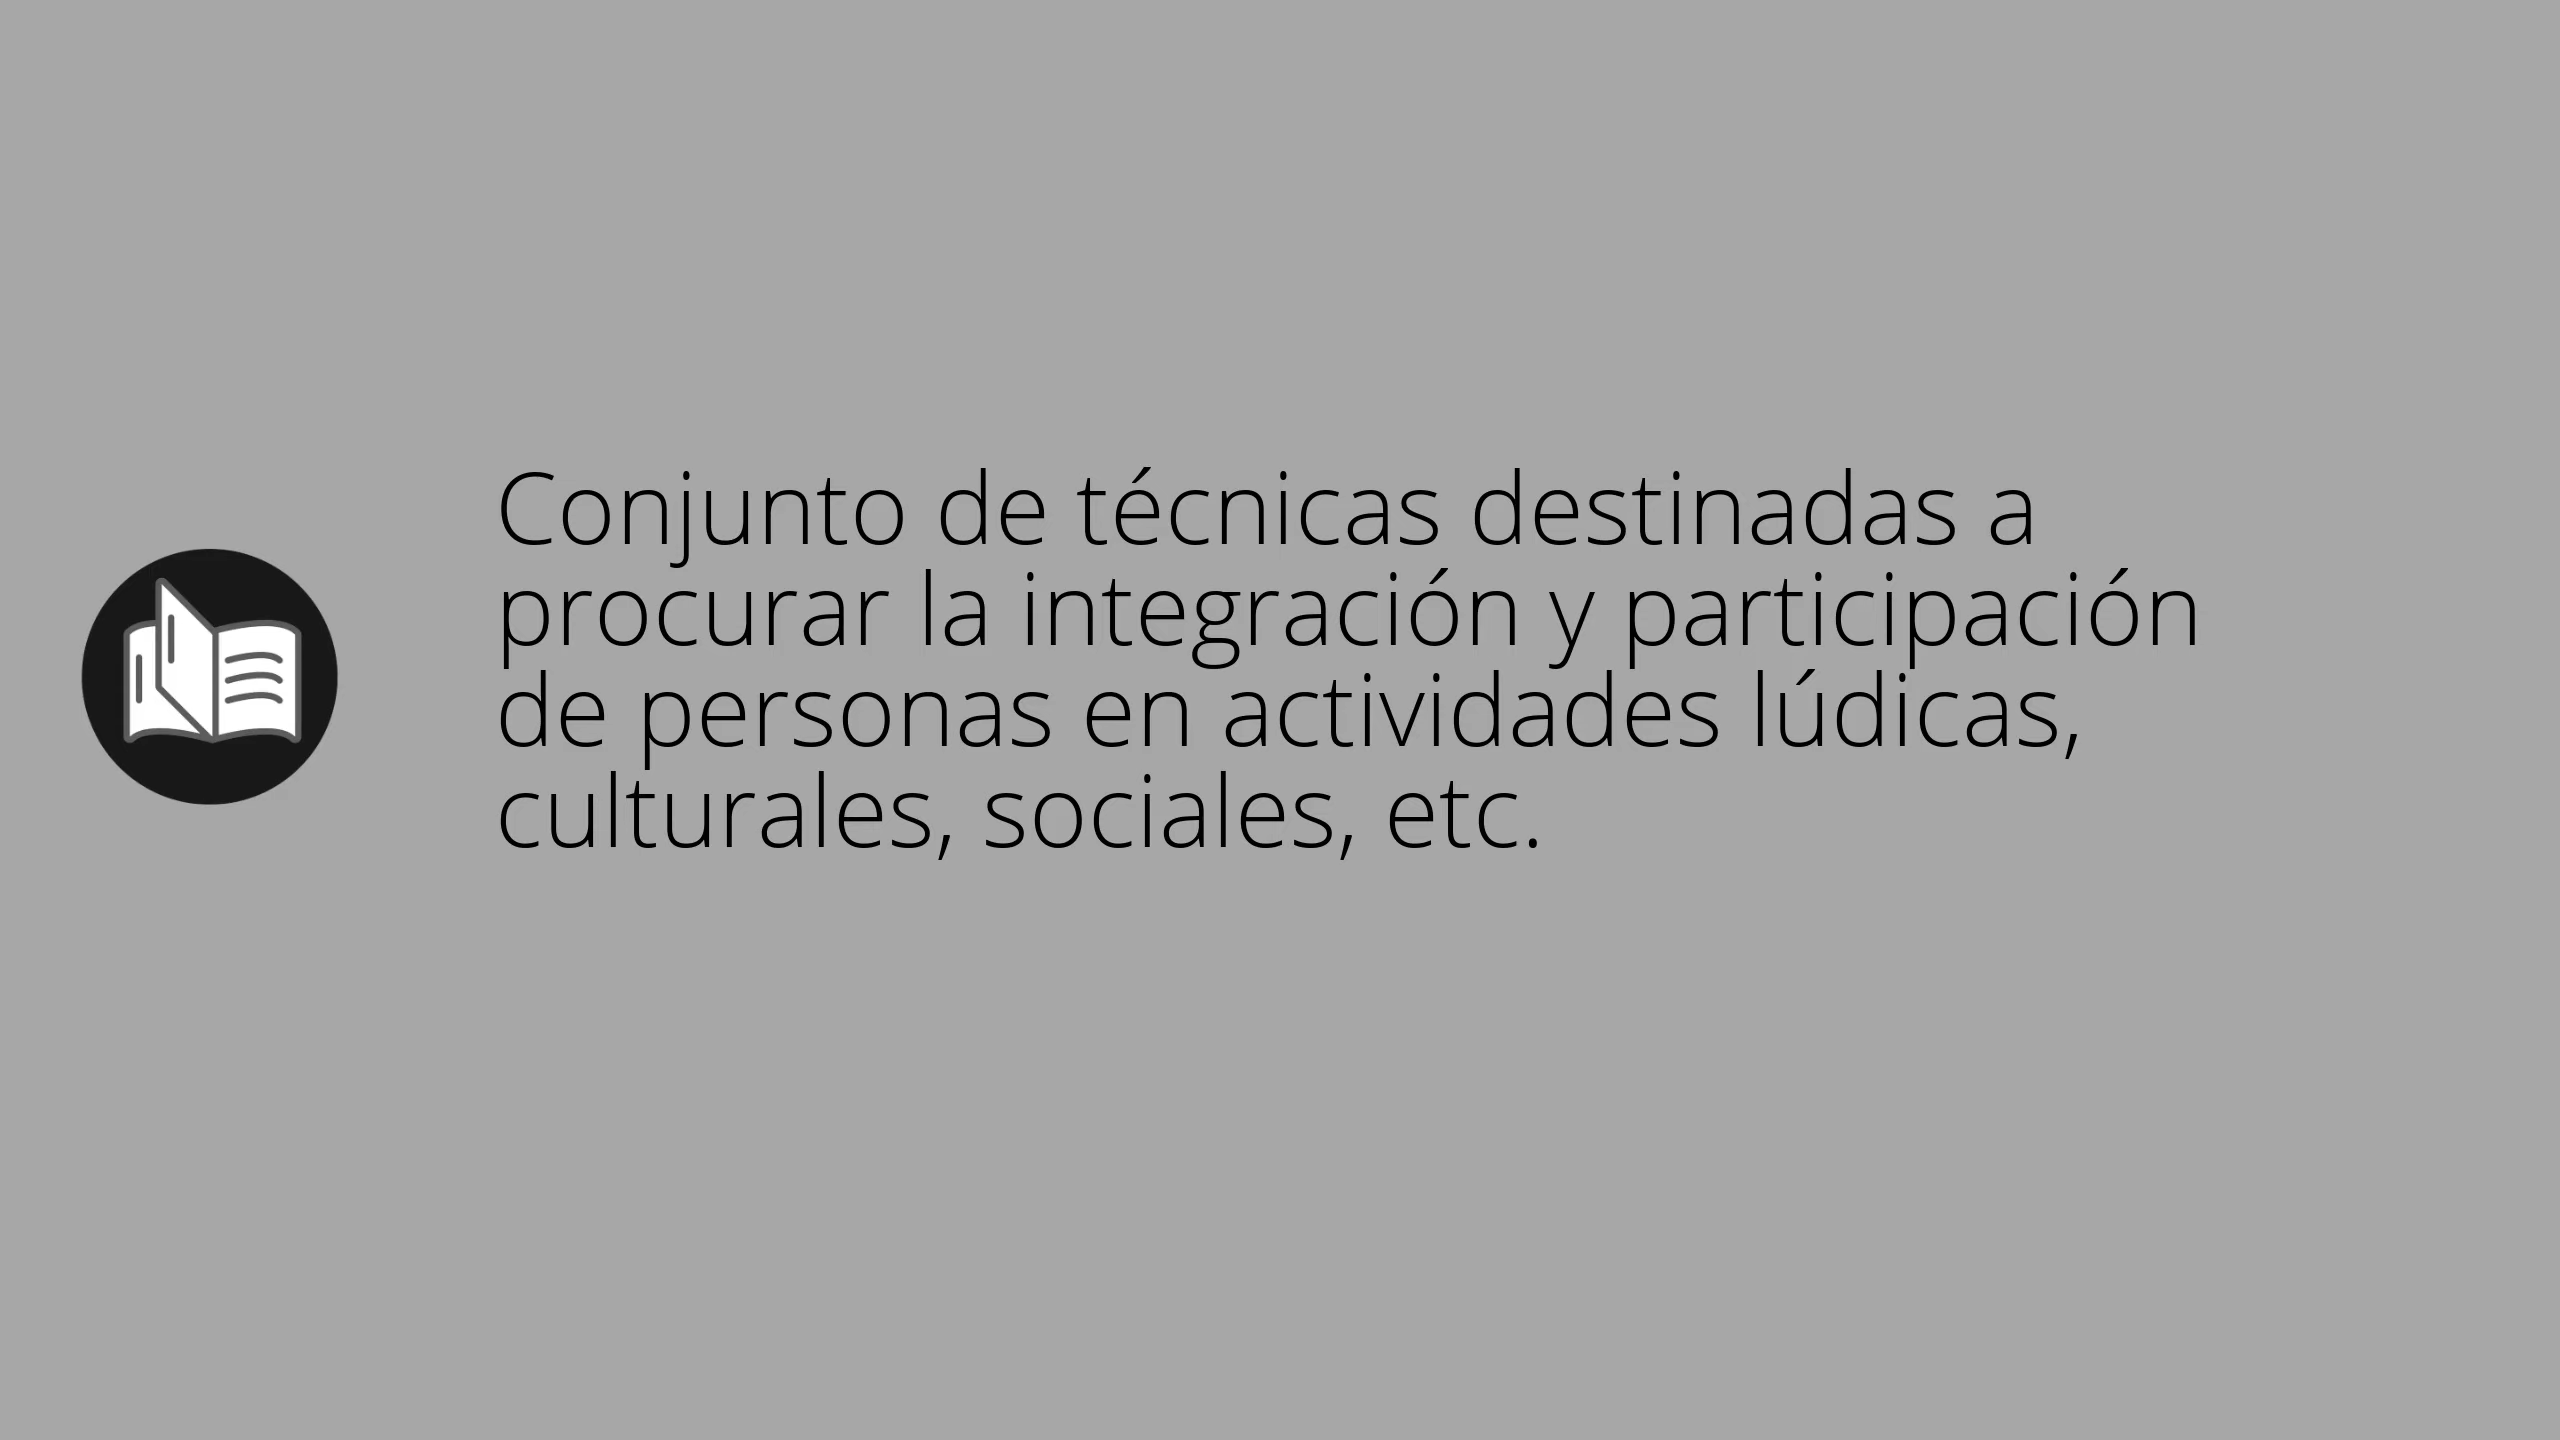 Conjunto de técnicas destinadas a
procurar la integración y participación
de personas en actividades lúdicas,
culturales, sociales, etc.